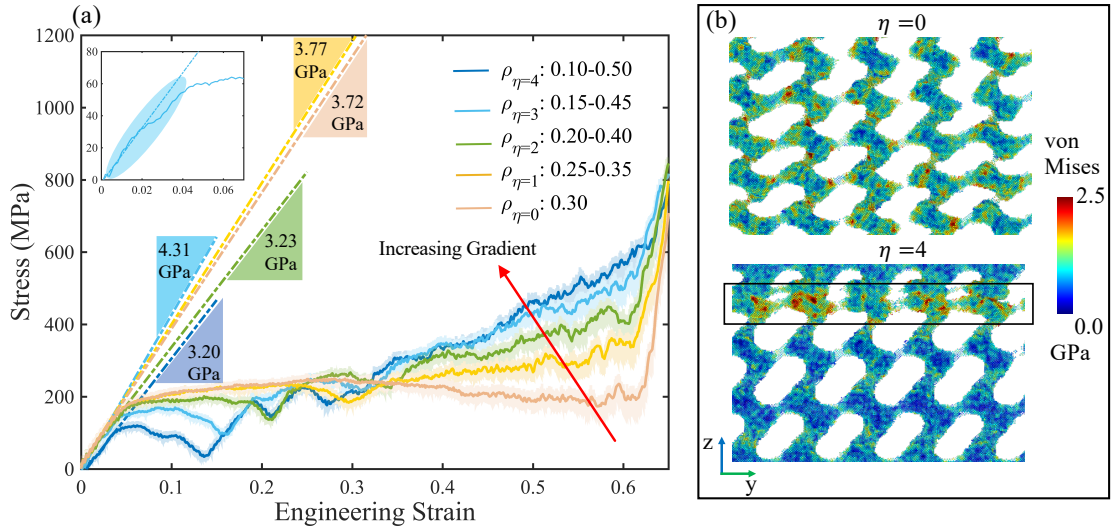 (a)
1200
1000
800
600
400
200
0
0
0.1
0.2
0.3
0.4
0.5
0.6
Stress (MPa)
Engineering Strain
80
60
40
20
0
0
0.02
0.04
0.06
3.77
GPa
3.72
GPa
4.31
GPa
3.23
GPa
3.20
GPa
ρη=4: 0.10-0.50
ρη=3: 0.15-0.45
ρη=2: 0.20-0.40
ρη=1: 0.25-0.35
ρη=0: 0.30
Increasing Gradient
(b)
η =0
η =4
von
Mises
2.5
0.0
GPa
z
y